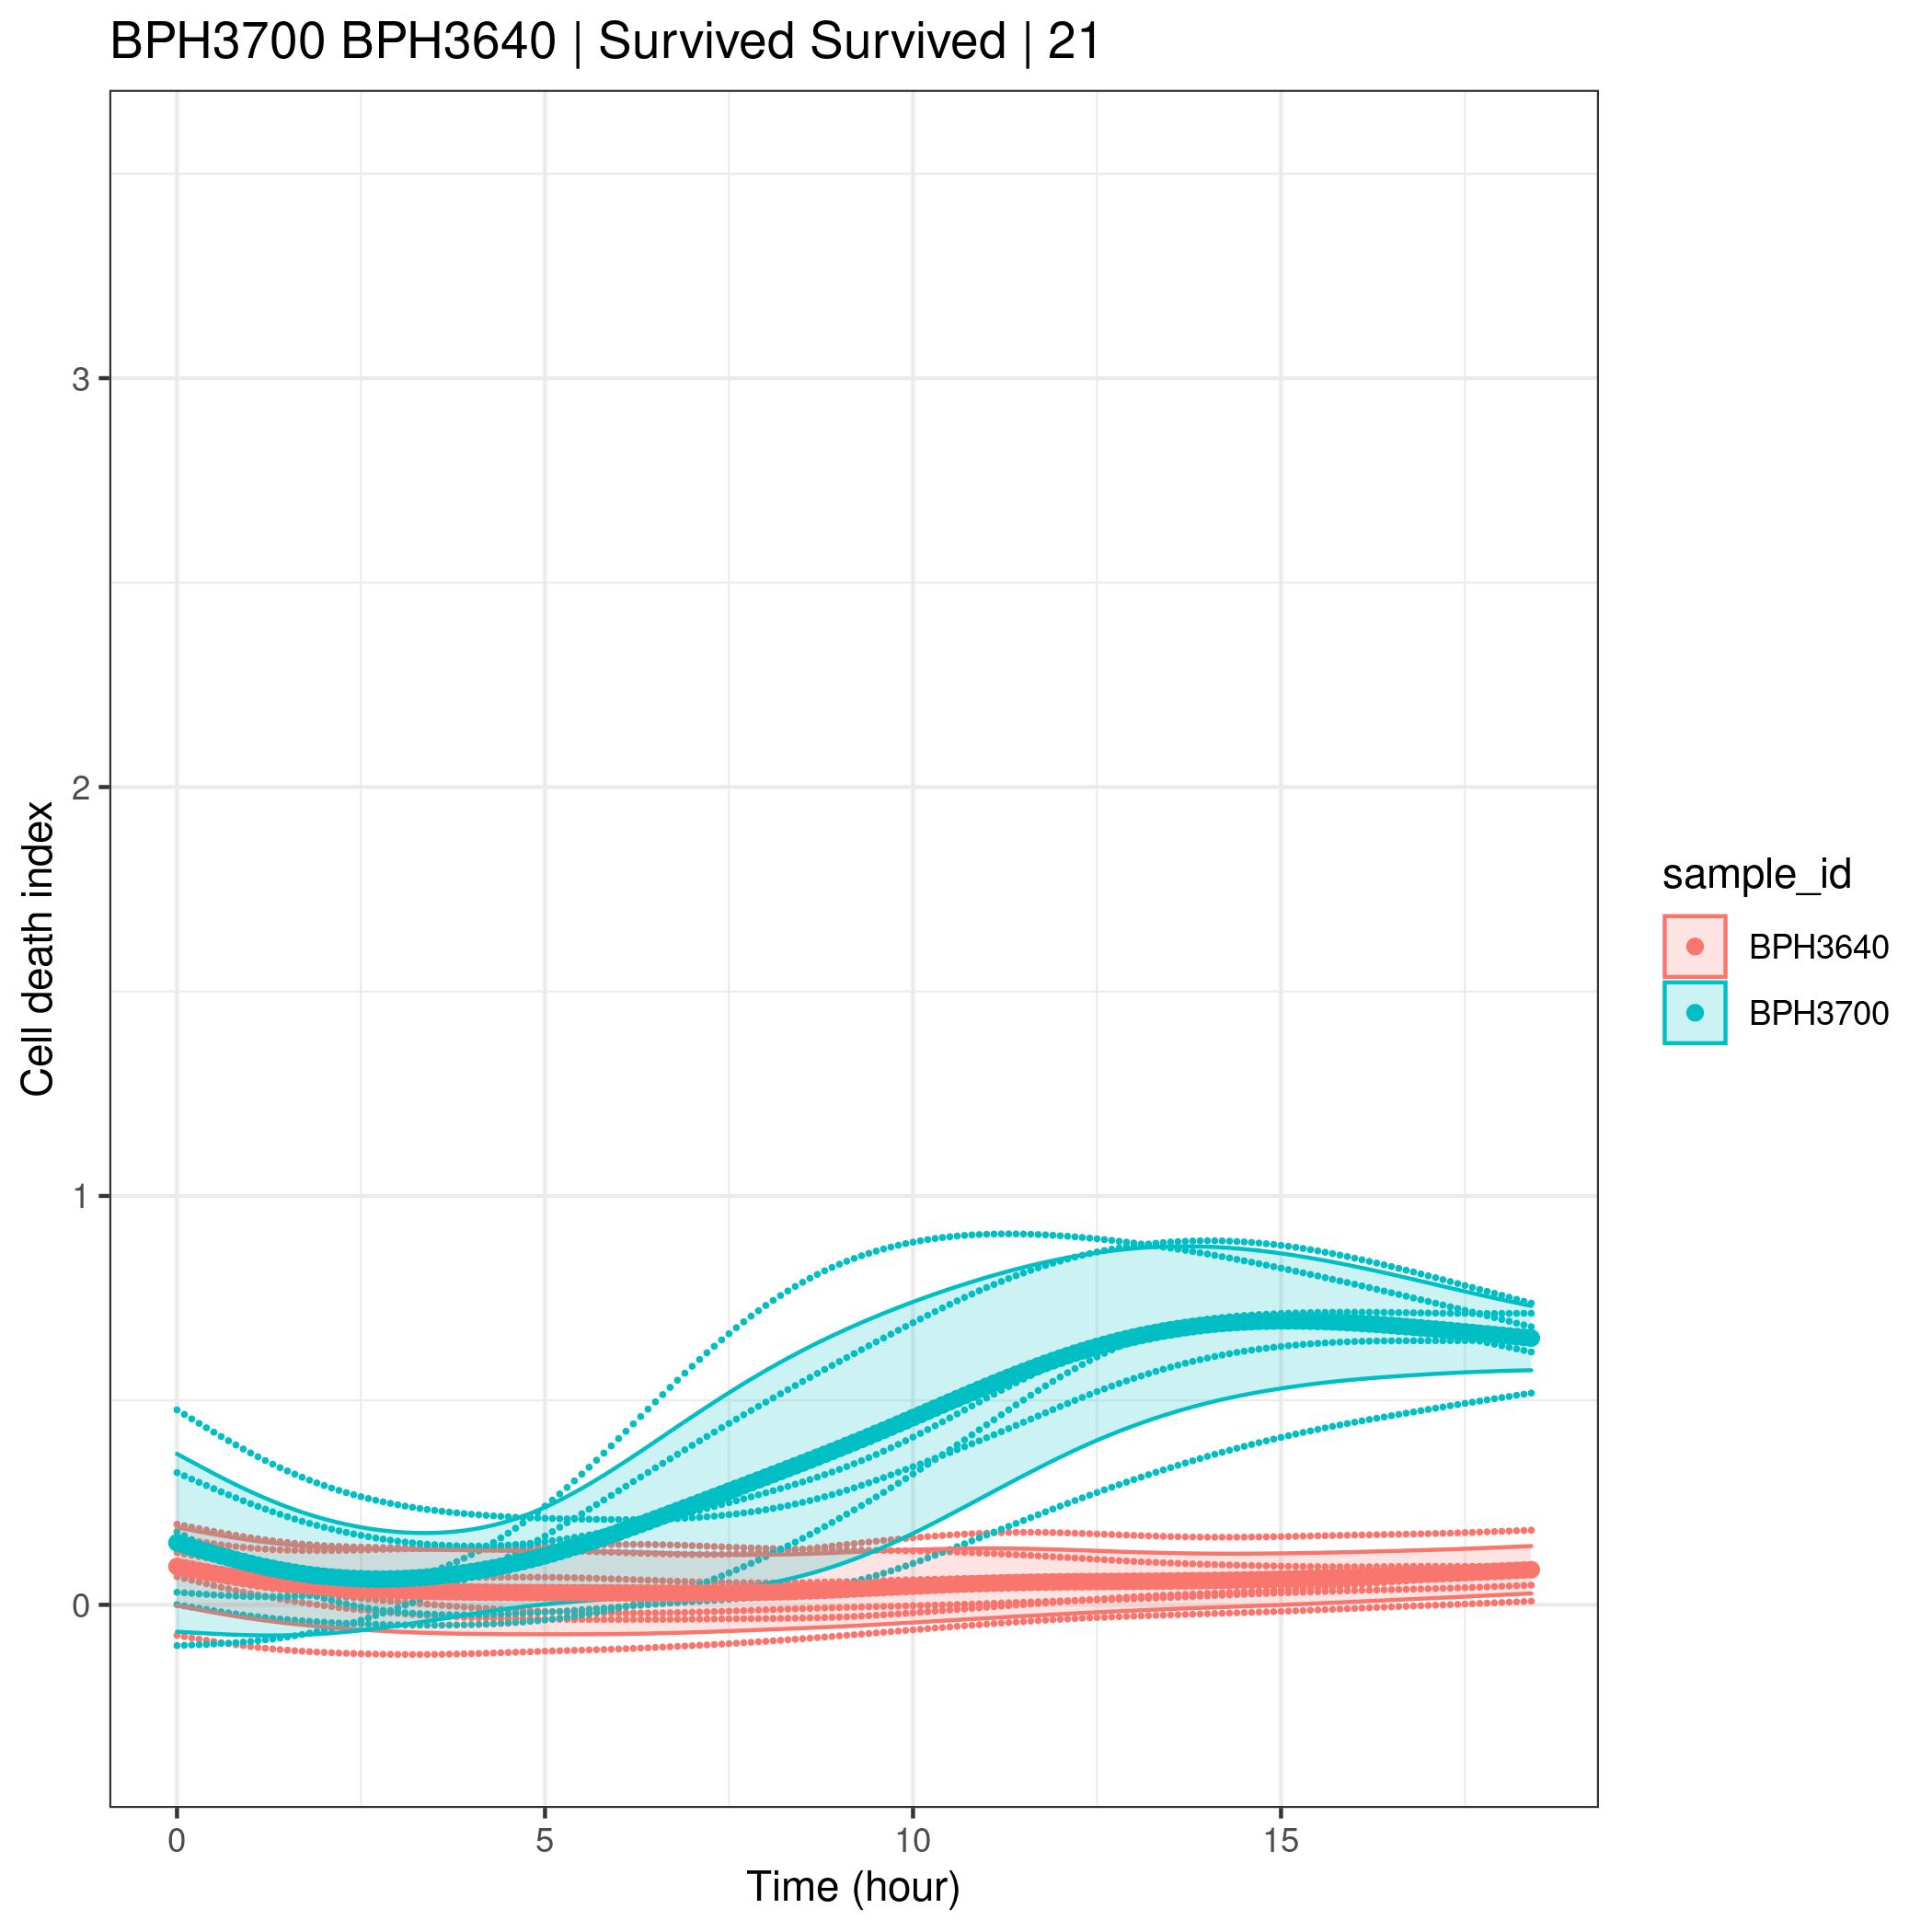 BPH3700 BPH3640 | Survived Survived | 21
Cell death index
3
2
1
0
0 5 10 15
Time (hour)
sample_id
BPH3640
BPH3700